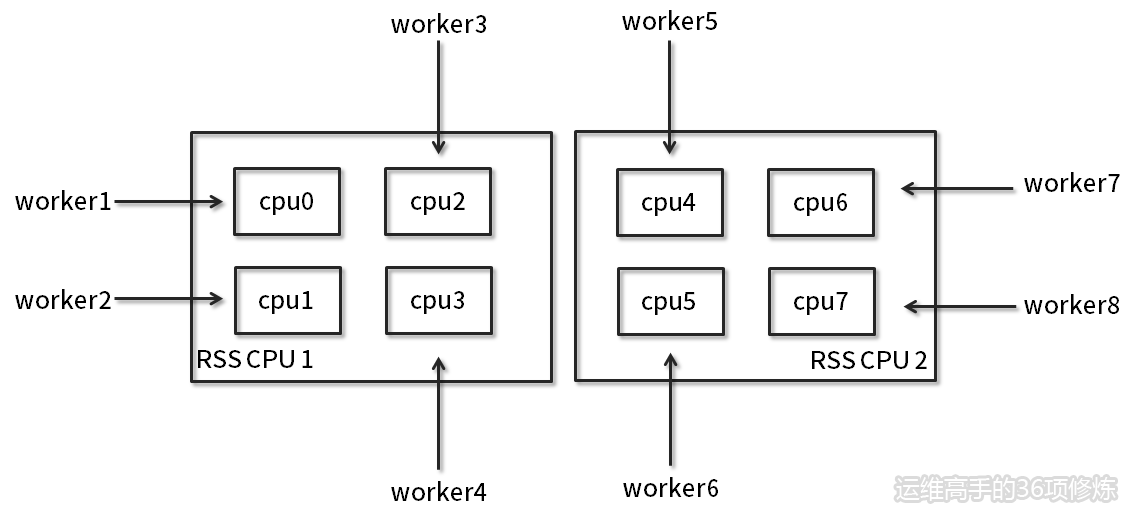 worker3
worker5
worker1
cpu0
cpu2
cpu4
cpu6
worker7
worker2
cpu1
cpu3
cpu5
cpu7
worker8
RSS CPU 1
RSS CPU 2
worker4
worker6
运维高手的36项修炼